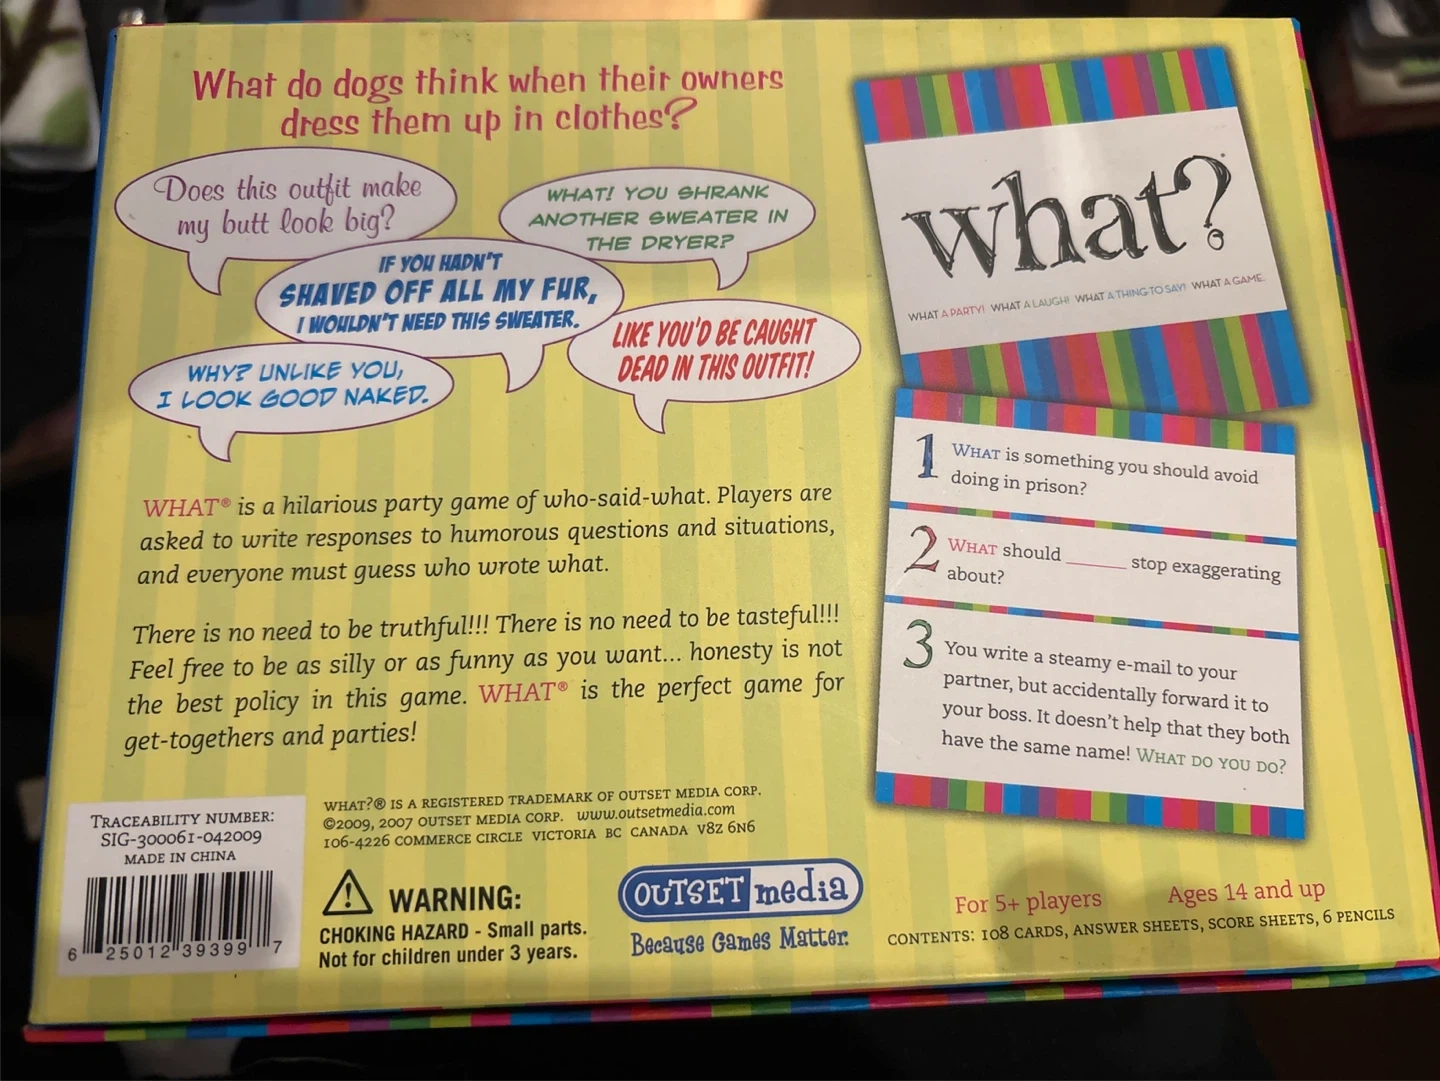 What do dogs think when their owners
dress them up in clothes?
Does this outfit make
my butt look big?
WHAT! YOU SHRANK
ANOTHER SWEATER IN
THE DRYER?
IF YOU HADN'T
SHAVED OFF ALL MY FUR,
I WOULDN'T NEED THIS SWEATER.
LIKE YOU'D BE CAUGHT
DEAD IN THIS OUTFIT!
WHY? UNLIKE YOU,
I LOOK GOOD NAKED.
WHAT® is a hilarious party game of who-said-what. Players are
asked to write responses to humorous questions and situations,
and everyone must guess who wrote what.
There is no need to be truthful!!! There is no need to be tasteful!!!
Feel free to be as silly or as funny as you want... honesty is not
the best policy in this game. WHAT® is the perfect game for
get-togethers and parties!
what?
WHAT A PARTY! WHAT A LAUGH! WHAT A THING TO SAY! WHAT A GAME.
1 WHAT is something you should avoid
doing in prison?
2 WHAT should ______ stop exaggerating
about?
3 You write a steamy e-mail to your
partner, but accidentally forward it to
your boss. It doesn't help that they both
have the same name! WHAT DO YOU DO?
TRACEABILITY NUMBER:
SIG-300061-042009
MADE IN CHINA
6 25012 39399 7
WHAT?® IS A REGISTERED TRADEMARK OF OUTSET MEDIA CORP.
©2009, 2007 OUTSET MEDIA CORP. www.outsetmedia.com
106-4226 COMMERCE CIRCLE VICTORIA BC CANADA V8Z 6N6
WARNING:
CHOKING HAZARD - Small parts.
Not for children under 3 years.
OUTSET media
Because Games Matter.
For 5+ players Ages 14 and up
CONTENTS: 108 CARDS, ANSWER SHEETS, SCORE SHEETS, 6 PENCILS